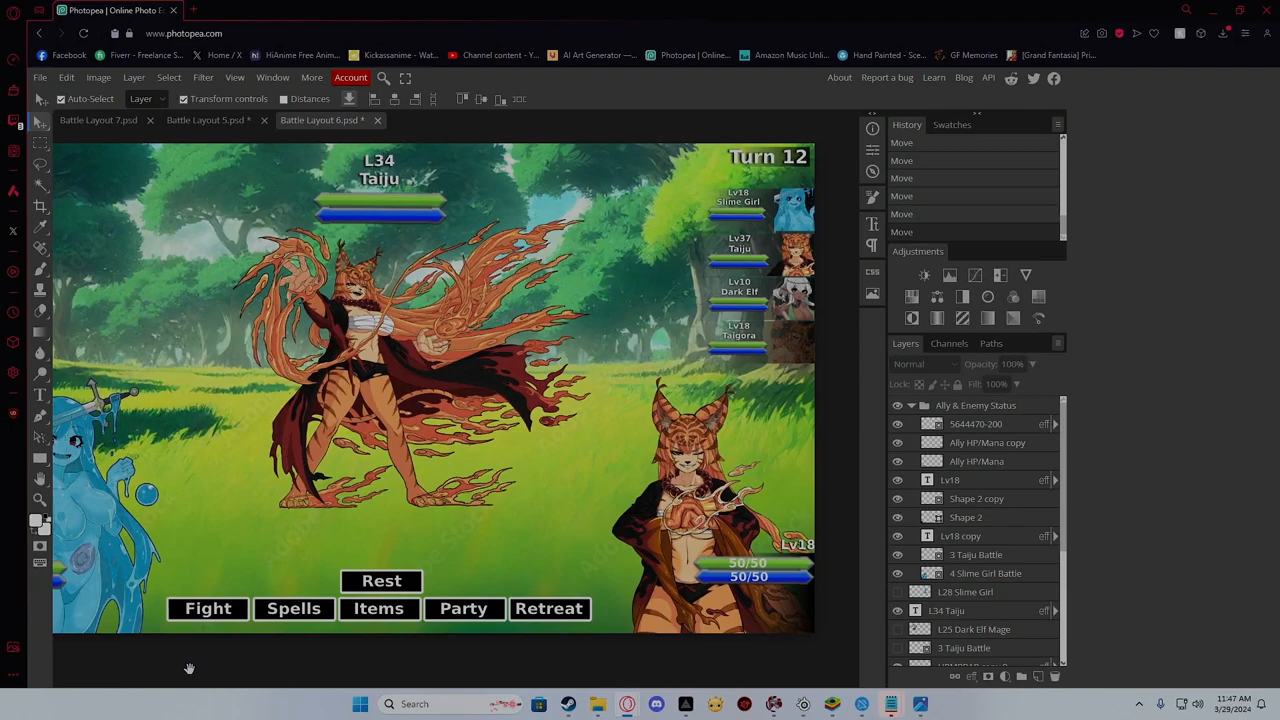 Photopea | Online Photo Ed
www.photopea.com
Facebook
Fiverr - Freelance S...
Home / X
HiAnime Free Anim...
Kickassanime - Wat...
Channel content - Y...
AI Art Generator —...
Photopea | Online...
Amazon Music Unli...
Hand Painted - Sce...
GF Memories
[Grand Fantasia] Pri...
File
Edit
Image
Layer
Select
Filter
View
Window
More
Account
About
Report a bug
Learn
Blog
API
Auto-Select
Layer
Transform controls
Distances
Battle Layout 7.psd
Battle Layout 5.psd *
Battle Layout 6.psd *
History
Swatches
Move
Move
Move
Move
Move
Move
Adjustments
CSS
Layers
Channels
Paths
Normal
Opacity: 100%
Lock:
Fill: 100%
Ally & Enemy Status
5644470-200
eff
Ally HP/Mana copy
Ally HP/Mana
Lv18
eff
Shape 2 copy
Shape 2
Lv18 copy
eff
3 Taiju Battle
4 Slime Girl Battle
L28 Slime Girl
L34 Taiju
eff
L25 Dark Elf Mage
3 Taiju Battle
eff
L34
Taiju
Turn 12
Lv18
Slime Girl
Lv37
Taiju
Lv10
Dark Elf
Lv18
Taigora
Lv18
50/50
50/50
Rest
Fight
Spells
Items
Party
Retreat
Search
11:47 AM
3/29/2024